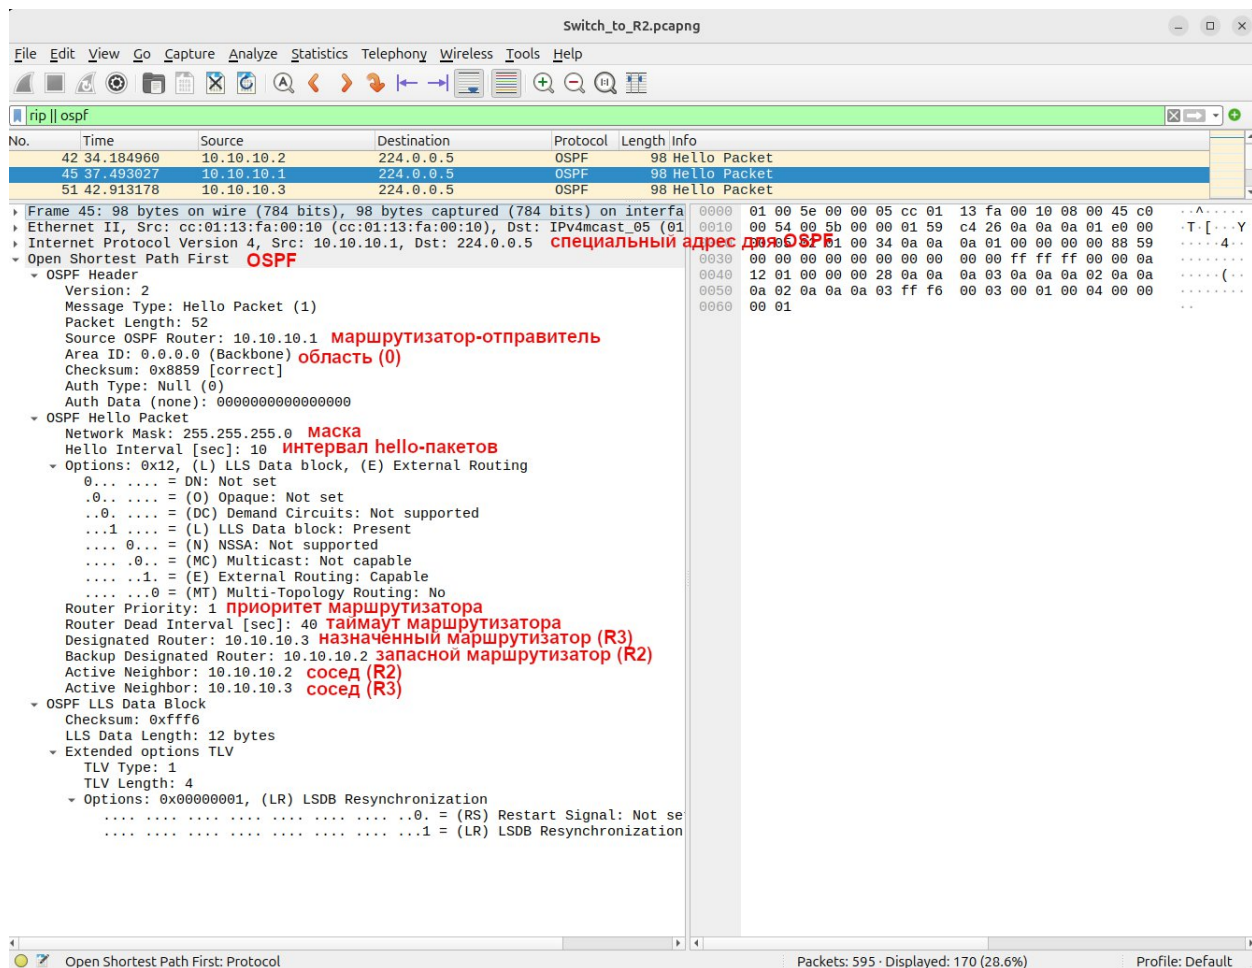 Switch_to_R2.pcapng
File Edit View Go Capture Analyze Statistics Telephony Wireless Tools Help
rip || ospf
No. Time Source Destination Protocol Length Info
42 34.184960 10.10.10.2 224.0.0.5 OSPF 98 Hello Packet
45 37.493027 10.10.10.1 224.0.0.5 OSPF 98 Hello Packet
51 42.913178 10.10.10.3 224.0.0.5 OSPF 98 Hello Packet
Frame 45: 98 bytes on wire (784 bits), 98 bytes captured (784 bits) on interfa
Ethernet II, Src: cc:01:13:fa:00:10 (cc:01:13:fa:00:10), Dst: IPv4mcast_05 (01
Internet Protocol Version 4, Src: 10.10.10.1, Dst: 224.0.0.5 специальный адрес для OSPF
Open Shortest Path First OSPF
OSPF Header
Version: 2
Message Type: Hello Packet (1)
Packet Length: 52
Source OSPF Router: 10.10.10.1 маршрутизатор-отправитель
Area ID: 0.0.0.0 (Backbone) область (0)
Checksum: 0x8859 [correct]
Auth Type: Null (0)
Auth Data (none): 0000000000000000
OSPF Hello Packet
Network Mask: 255.255.255.0 маска
Hello Interval [sec]: 10 интервал hello-пакетов
Options: 0x12, (L) LLS Data block, (E) External Routing
0... .... = DN: Not set
.0.. .... = (O) Opaque: Not set
..0. .... = (DC) Demand Circuits: Not supported
...1 .... = (L) LLS Data block: Present
.... 0... = (N) NSSA: Not supported
.... .0.. = (MC) Multicast: Not capable
.... ..1. = (E) External Routing: Capable
.... ...0 = (MT) Multi-Topology Routing: No
Router Priority: 1 приоритет маршрутизатора
Router Dead Interval [sec]: 40 таймаут маршрутизатора
Designated Router: 10.10.10.3 назначенный маршрутизатор (R3)
Backup Designated Router: 10.10.10.2 запасной маршрутизатор (R2)
Active Neighbor: 10.10.10.2 сосед (R2)
Active Neighbor: 10.10.10.3 сосед (R3)
OSPF LLS Data Block
Checksum: 0xfff6
LLS Data Length: 12 bytes
Extended options TLV
TLV Type: 1
TLV Length: 4
Options: 0x00000001, (LR) LSDB Resynchronization
.... .... .... .... .... .... .... ..0. = (RS) Restart Signal: Not se
.... .... .... .... .... .... .... ...1 = (LR) LSDB Resynchronization
0000 01 00 5e 00 00 05 cc 01 13 fa 00 10 08 00 45 c0 ··^·····
0010 00 54 00 5b 00 00 01 59 c4 26 0a 0a 0a 01 e0 00 ·T·[···Y
01 00 34 0a 0a 0a 01 00 00 00 00 88 59 ·····4··
0030 00 00 00 00 00 00 00 00 00 00 ff ff ff 00 00 0a ········
0040 12 01 00 00 00 28 0a 0a 0a 03 0a 0a 0a 02 0a 0a ·····(··
0050 0a 02 0a 0a 0a 03 ff f6 00 03 00 01 00 04 00 00 ········
0060 00 01 ··
Open Shortest Path First: Protocol Packets: 595 · Displayed: 170 (28.6%) Profile: Default